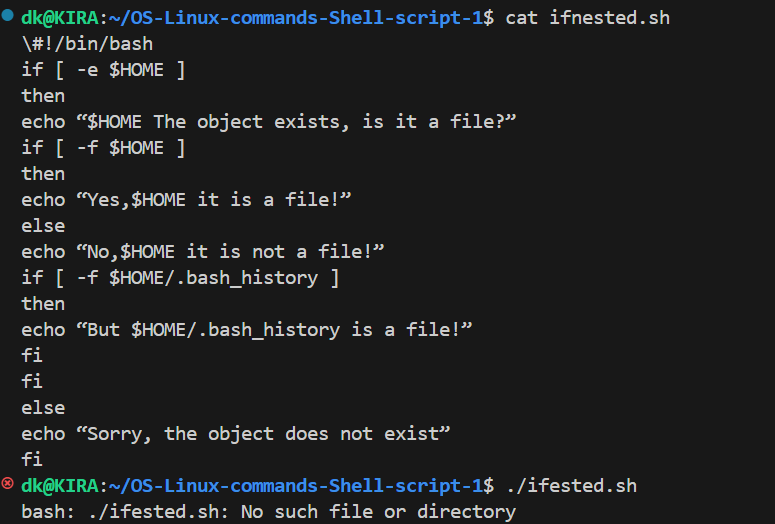 dk@KIRA:~/OS-Linux-commands-Shell-script-1$ cat ifnested.sh
\#!/bin/bash
if [ -e $HOME ]
then
echo “$HOME The object exists, is it a file?”
if [ -f $HOME ]
then
echo “Yes,$HOME it is a file!”
else
echo “No,$HOME it is not a file!”
if [ -f $HOME/.bash_history ]
then
echo “But $HOME/.bash_history is a file!”
fi
fi
else
echo “Sorry, the object does not exist”
fi
dk@KIRA:~/OS-Linux-commands-Shell-script-1$ ./ifested.sh
bash: ./ifested.sh: No such file or directory